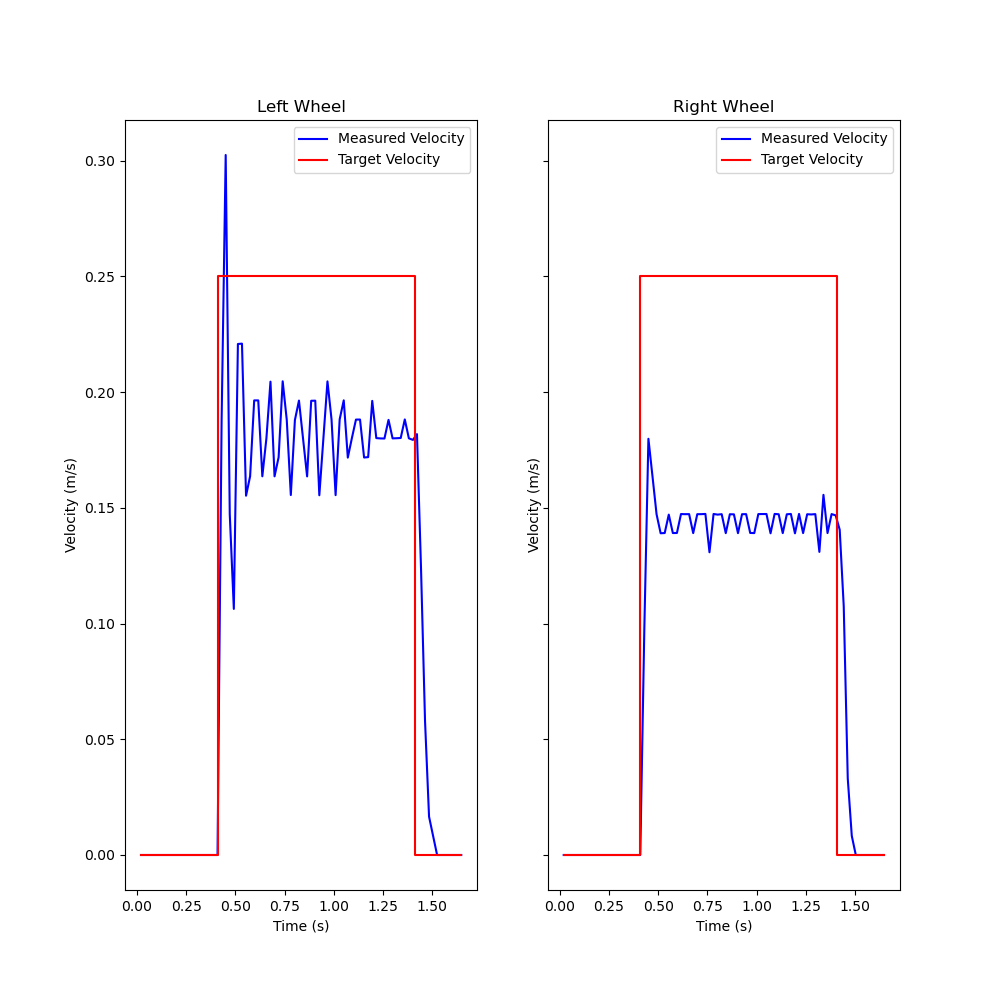 Left Wheel
Measured Velocity
Target Velocity
0.30
0.25
0.20
0.15
0.10
0.05
0.00
Velocity (m/s)
0.00 0.25 0.50 0.75 1.00 1.25 1.50
Time (s)
Right Wheel
Measured Velocity
Target Velocity
Velocity (m/s)
0.00 0.25 0.50 0.75 1.00 1.25 1.50
Time (s)